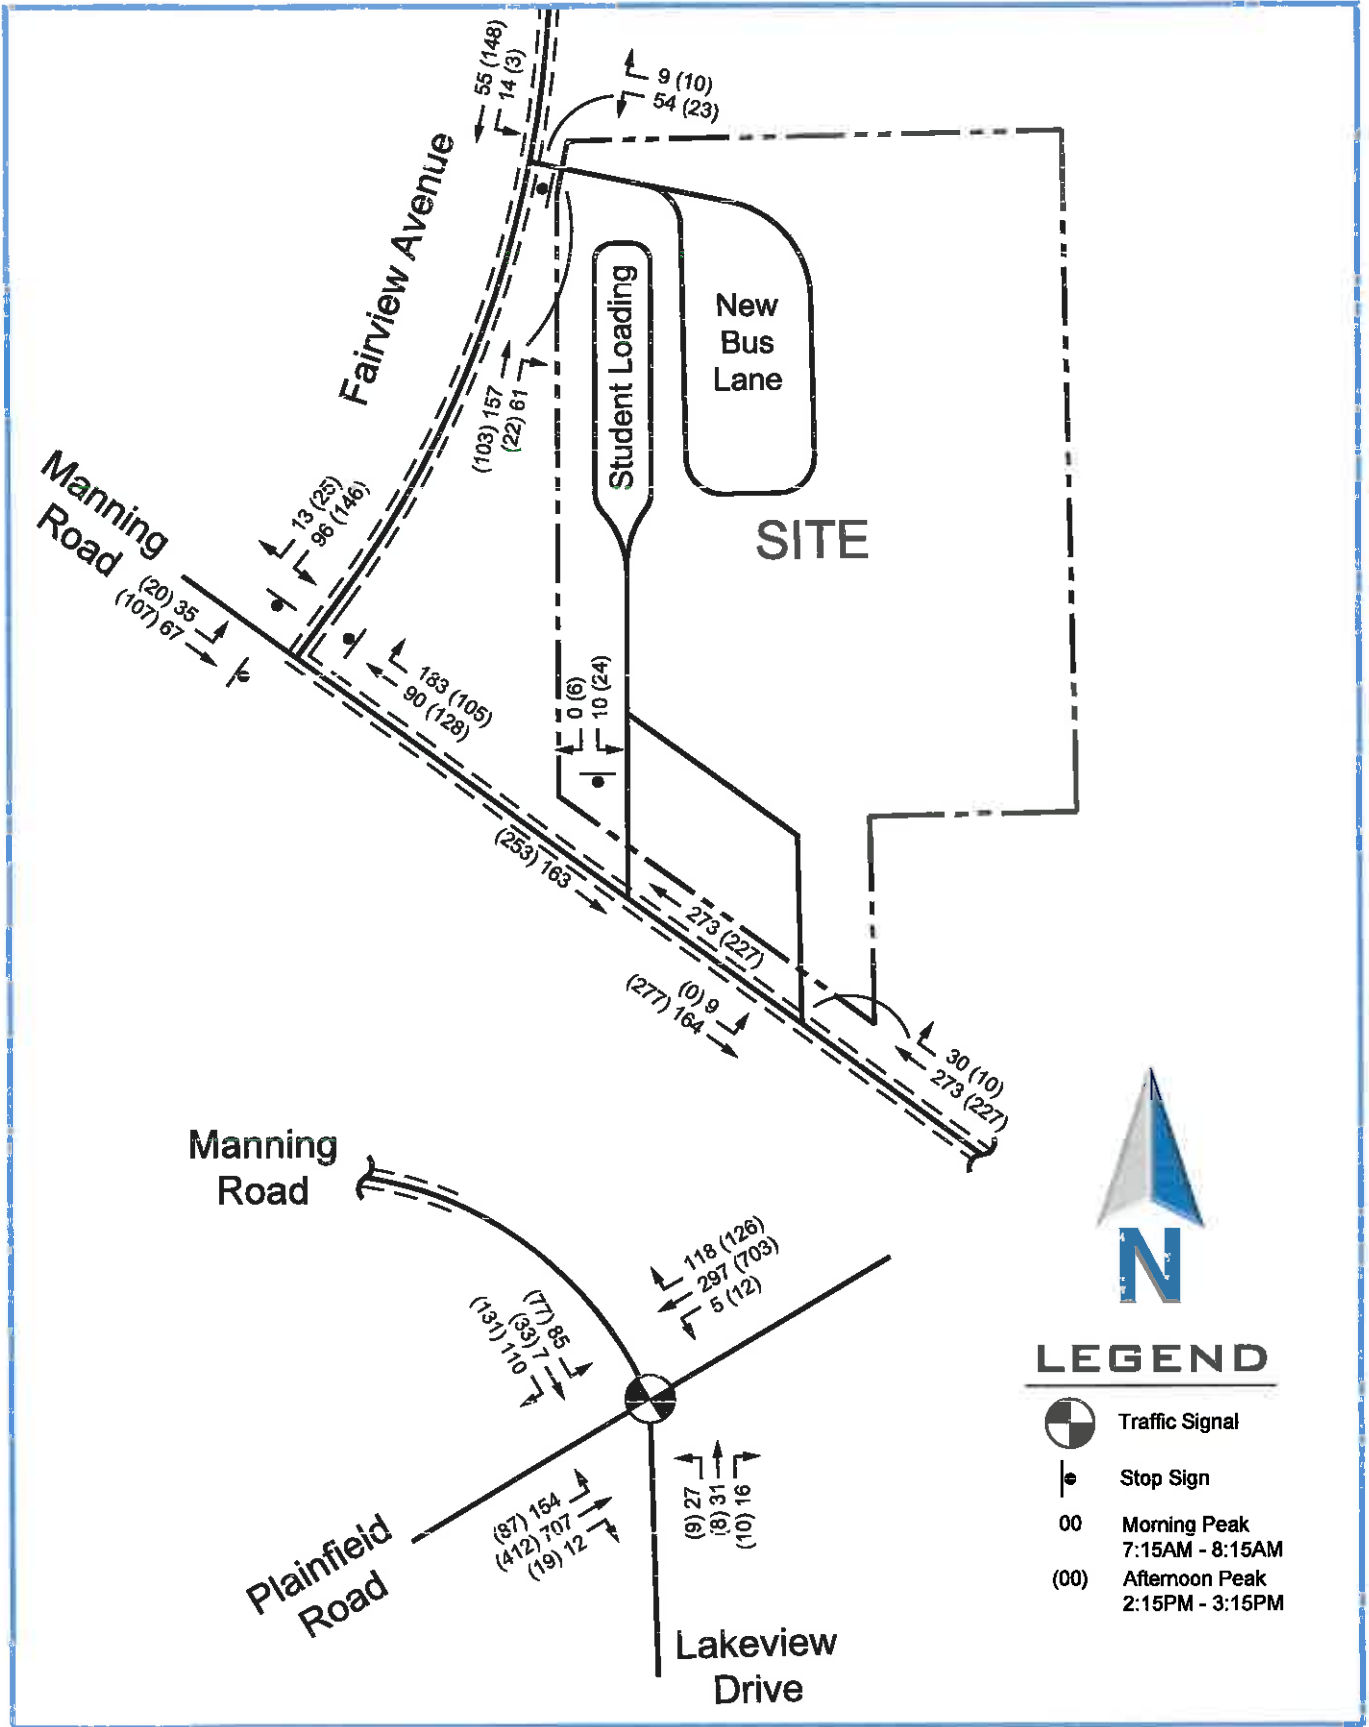 55 (148)
14 (3)
9 (10)
54 (23)
Fairview Avenue
Student Loading
New
Bus
Lane
(103) 157
(22) 61
SITE
Manning
Road
13 (25)
96 (146)
(20) 35
(107) 67
183 (105)
90 (128)
0 (6)
10 (24)
(253) 163
273 (227)
(0) 9
(277) 164
30 (10)
273 (227)
Manning
Road
118 (126)
297 (703)
5 (12)
(77) 85
(33) 7
(131) 110
(87) 154
(412) 707
(19) 12
(9) 27
(8) 31
(10) 16
Plainfield
Road
Lakeview
Drive
N
LEGEND
Traffic Signal
Stop Sign
00 Morning Peak
7:15AM - 8:15AM
(00) Afternoon Peak
2:15PM - 3:15PM